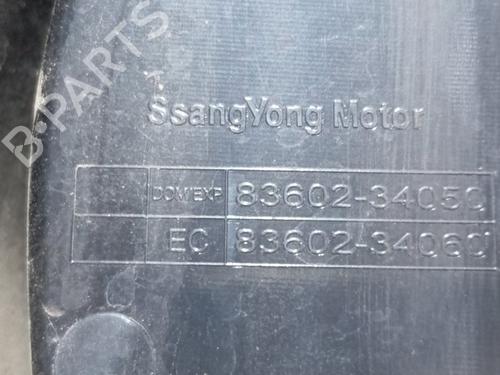 B-PARTS
SsangYong Motor
DOM/EXP 83602-34050
EC 83602-34060